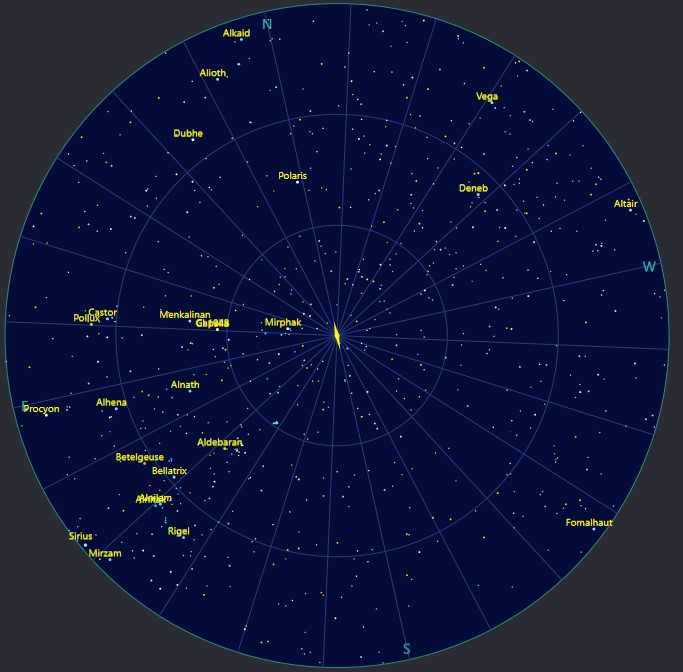 N
Alkaid
Alioth
Vega
Dubhe
Polaris
Deneb
Altair
W
Castor
Pollux
Menkalinan
Mirphak
Alnath
Alhena
E
Procyon
Aldebaran
Betelgeuse
Bellatrix
Alnilam
Rigel
Fomalhaut
Sirius
Mirzam
S